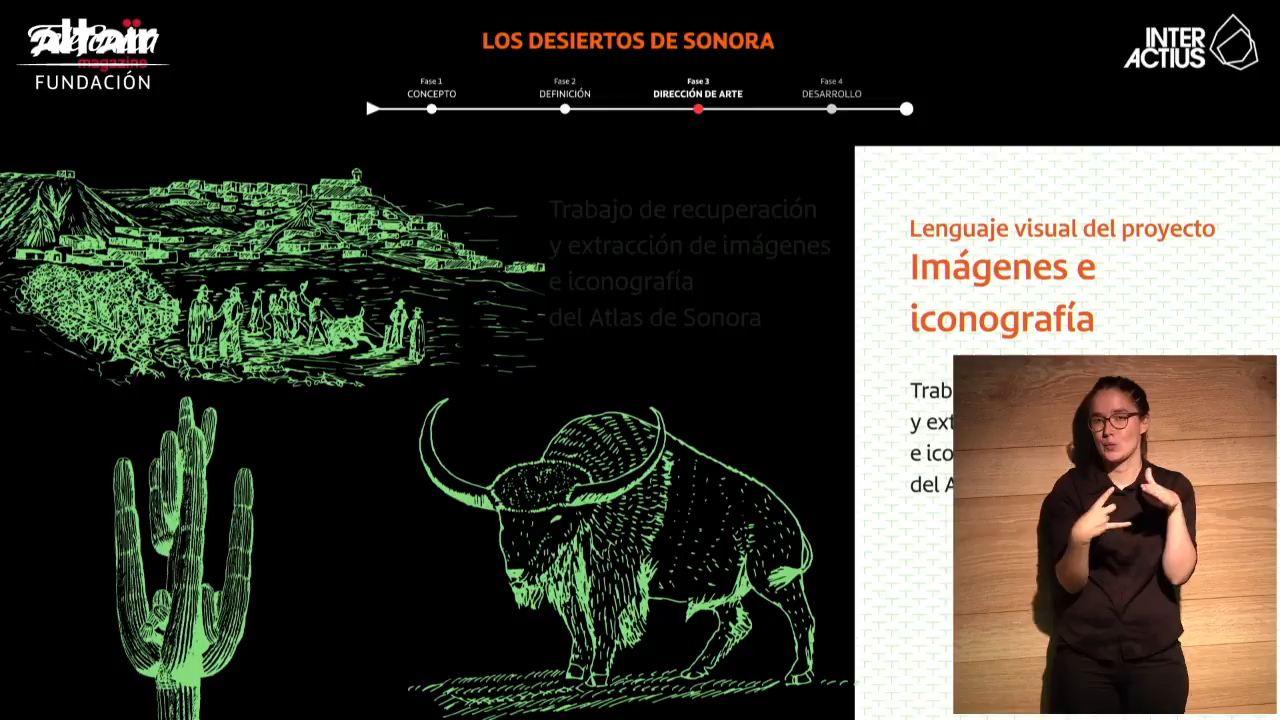 altaïr
magazine
FUNDACIÓN
LOS DESIERTOS DE SONORA
INTER
ACTIUS
Fase 1
CONCEPTO
Fase 2
DEFINICIÓN
Fase 3
DIRECCIÓN DE ARTE
Fase 4
DESARROLLO
Trabajo de recuperación
y extracción de imágenes
e iconografía
del Atlas de Sonora
Lenguaje visual del proyecto
Imágenes e
iconografía
Trab
y ext
e ico
del A